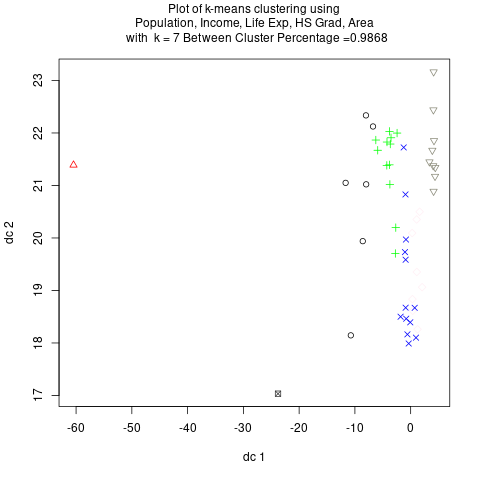 Plot of k-means clustering using
Population, Income, Life Exp, HS Grad, Area
with k = 7 Between Cluster Percentage =0.9868
23
22
21
20
19
18
17
dc 2
-60 -50 -40 -30 -20 -10 0
dc 1